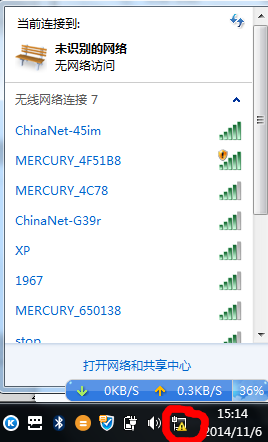 当前连接到:
未识别的网络
无网络访问
无线网络连接 7
ChinaNet-45im
MERCURY_4F51B8
MERCURY_4C78
ChinaNet-G39r
XP
1967
MERCURY_650138
stop
打开网络和共享中心
0KB/S 0.3KB/S 36%
15:14
2014/11/6